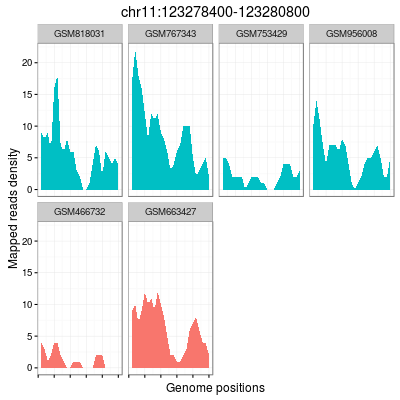 chr11:123278400-123280800
GSM818031 GSM767343 GSM753429 GSM956008
20
15
10
5
0
GSM466732 GSM663427
20
15
10
5
0
Mapped reads density
Genome positions